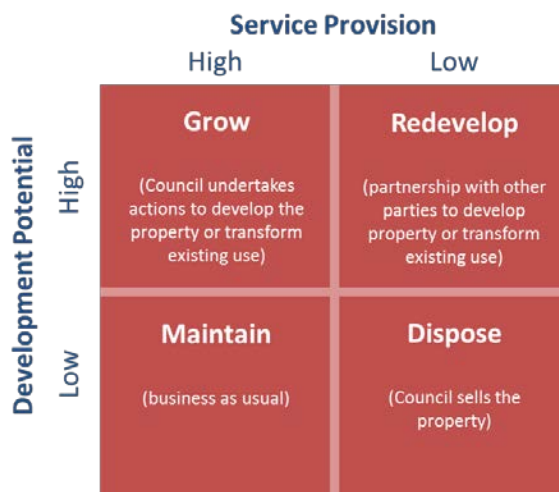 Service Provision
High
Low
Development Potential
High
Low
Grow
(Council undertakes
actions to develop the
property or transform
existing use)
Redevelop
(partnership with other
parties to develop
property or transform
existing use)
Maintain
(business as usual)
Dispose
(Council sells the
property)